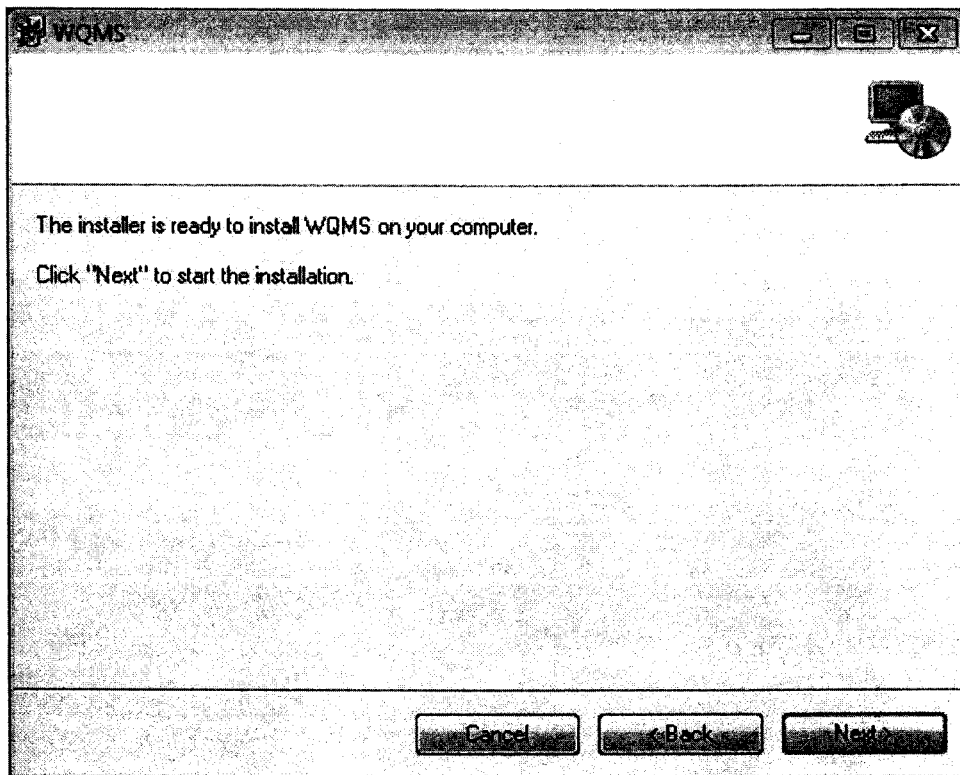 WQMS
The installer is ready to install WQMS on your computer.
Click "Next" to start the installation.
Cancel
< Back
Next >